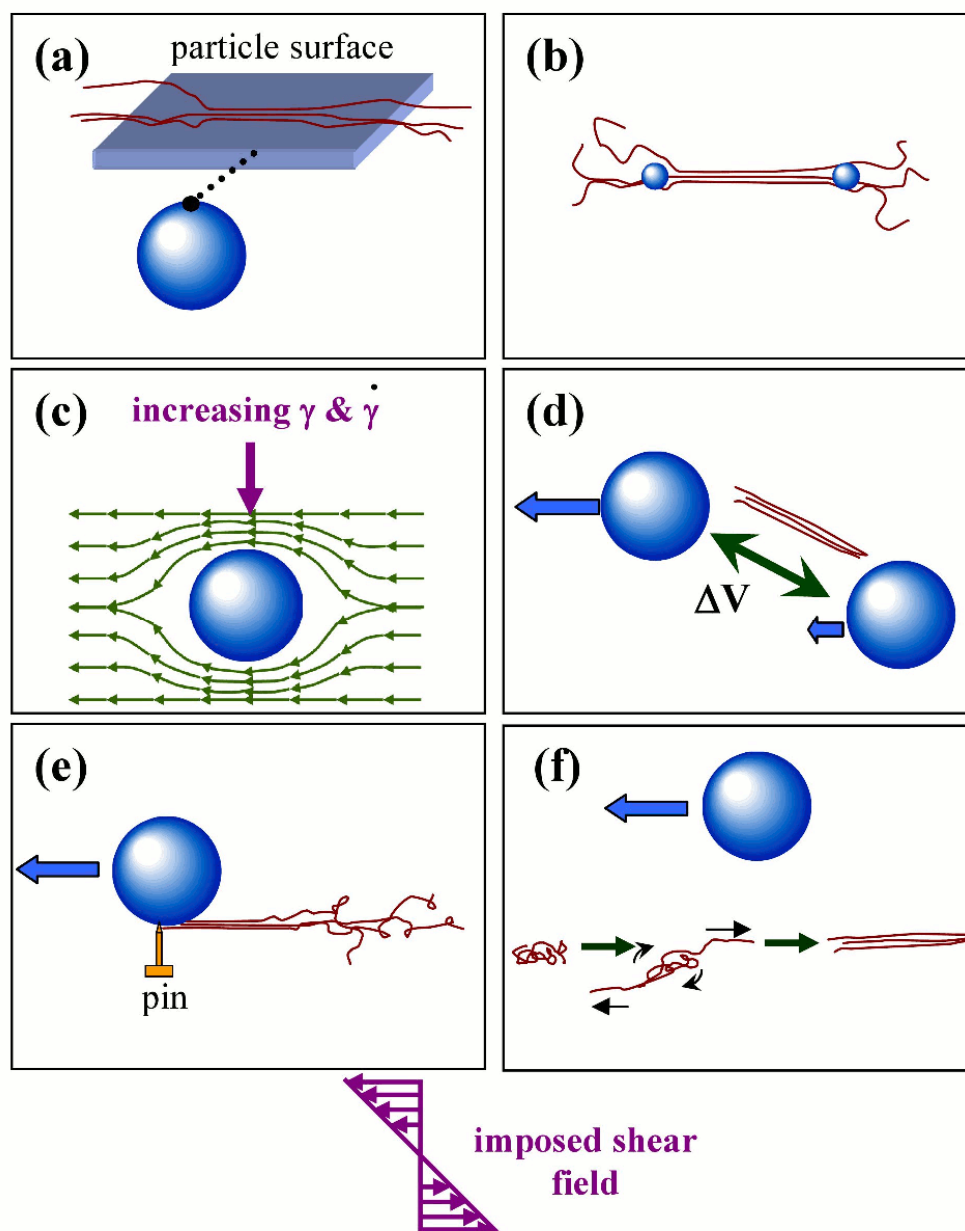 (a)
particle surface
(b)
(c)
increasing γ & γ̇
(d)
ΔV
(e)
pin
(f)
imposed shear
field